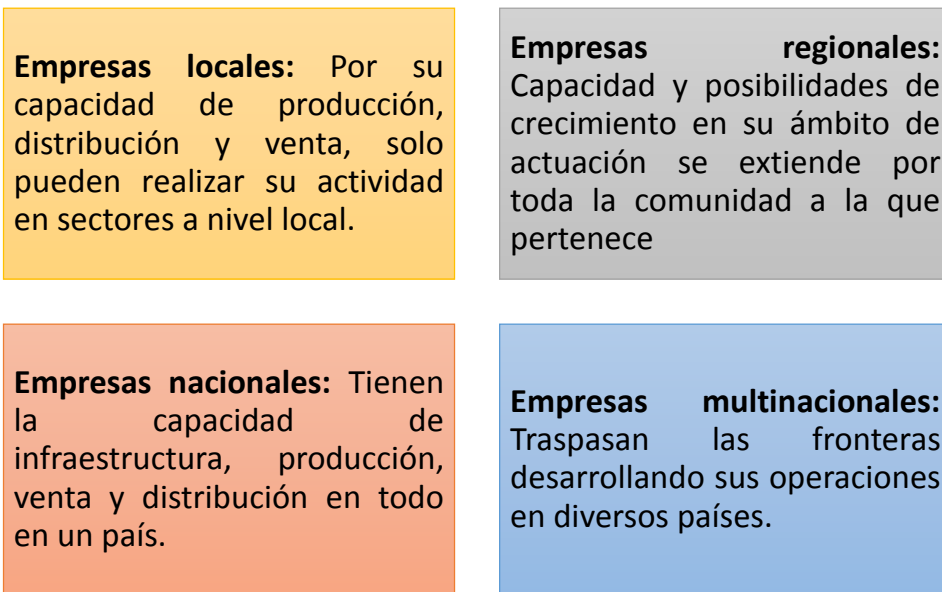 Empresas locales: Por su
capacidad de producción,
distribución y venta, solo
pueden realizar su actividad
en sectores a nivel local.
Empresas regionales:
Capacidad y posibilidades de
crecimiento en su ámbito de
actuación se extiende por
toda la comunidad a la que
pertenece
Empresas nacionales: Tienen
la capacidad de
infraestructura, producción,
venta y distribución en todo
en un país.
Empresas multinacionales:
Traspasan las fronteras
desarrollando sus operaciones
en diversos países.